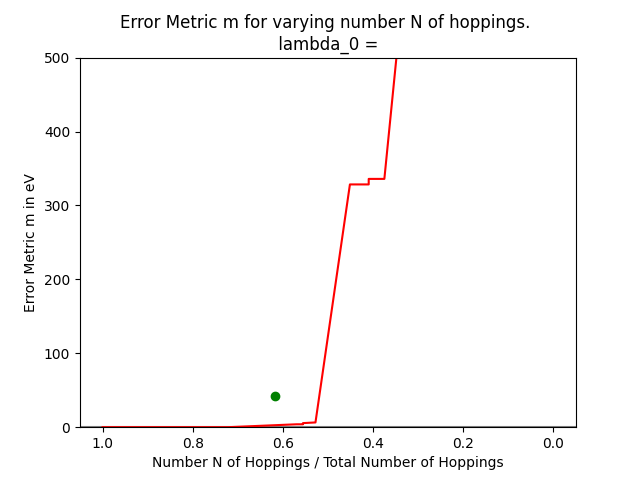 Error Metric m for varying number N of hoppings.
lambda_0 =
500
400
300
200
100
0
Error Metric m in eV
1.0 0.8 0.6 0.4 0.2 0.0
Number N of Hoppings / Total Number of Hoppings